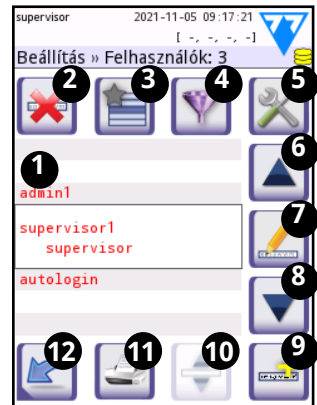 supervisor 2021-11-05 09:17:21
[ -, -, -, -]
77
Beállítás » Felhasználók: 3
2 3 4 5
1
6
admin1
supervisor1
supervisor
7
autologin
8
12 11 10 9